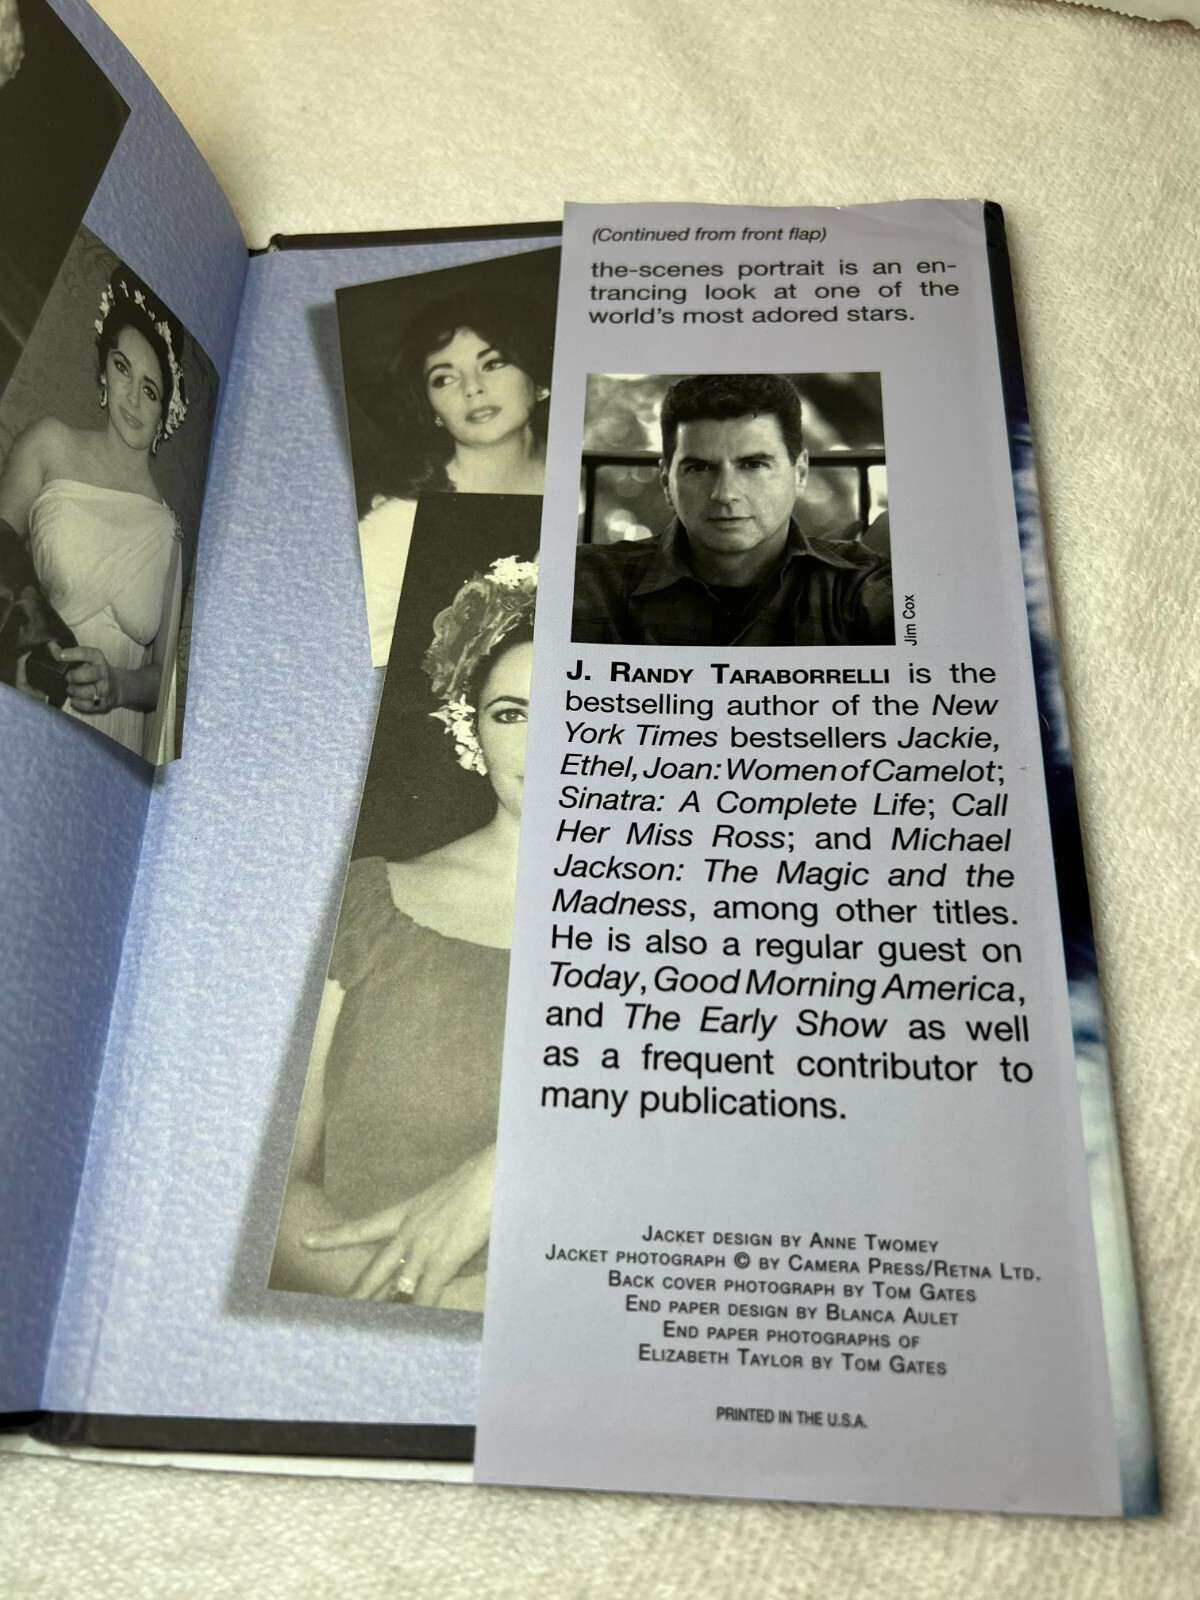 (Continued from front flap)
the-scenes portrait is an en-
trancing look at one of the
world's most adored stars.
Jim Cox
J. RANDY TARABORRELLI is the
bestselling author of the New
York Times bestsellers Jackie,
Ethel, Joan: Women of Camelot;
Sinatra: A Complete Life; Call
Her Miss Ross; and Michael
Jackson: The Magic and the
Madness, among other titles.
He is also a regular guest on
Today, Good Morning America,
and The Early Show as well
as a frequent contributor to
many publications.
JACKET DESIGN BY ANNE TWOMEY
JACKET PHOTOGRAPH © BY CAMERA PRESS/RETNA LTD.
BACK COVER PHOTOGRAPH BY TOM GATES
END PAPER DESIGN BY BLANCA AULET
END PAPER PHOTOGRAPHS OF
ELIZABETH TAYLOR BY TOM GATES
PRINTED IN THE U.S.A.